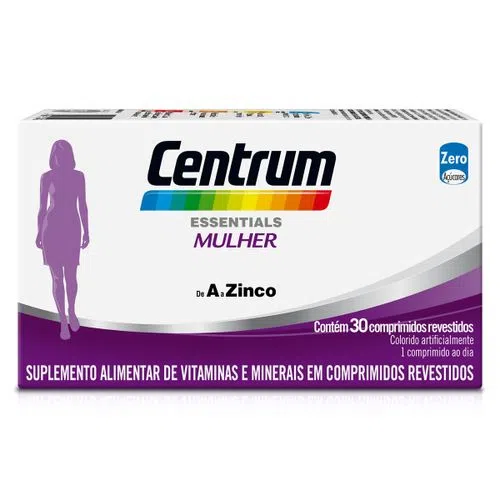 Centrum
ESSENTIALS
MULHER
De A a Zinco
Zero
Açúcares
Contém 30 comprimidos revestidos
Colorido artificialmente
1 comprimido ao dia
SUPLEMENTO ALIMENTAR DE VITAMINAS E MINERAIS EM COMPRIMIDOS REVESTIDOS